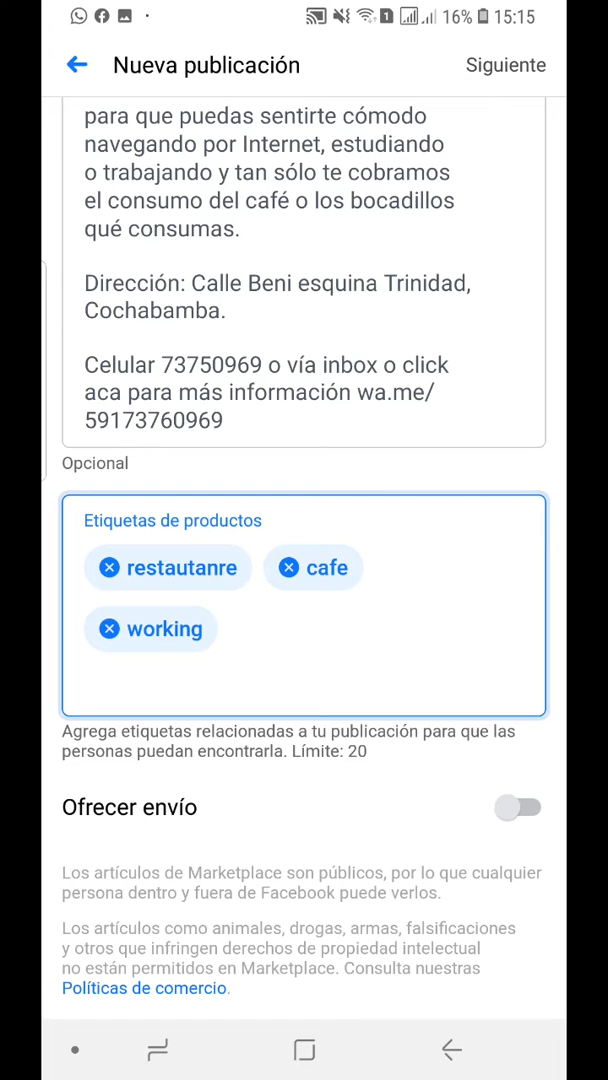 16% 15:15
Nueva publicación Siguiente
para que puedas sentirte cómodo
navegando por Internet, estudiando
o trabajando y tan sólo te cobramos
el consumo del café o los bocadillos
qué consumas.
Dirección: Calle Beni esquina Trinidad,
Cochabamba.
Celular 73750969 o vía inbox o click
aca para más información wa.me/
59173760969
Opcional
Etiquetas de productos
restautanre cafe
working
Agrega etiquetas relacionadas a tu publicación para que las
personas puedan encontrarla. Límite: 20
Ofrecer envío
Los artículos de Marketplace son públicos, por lo que cualquier
persona dentro y fuera de Facebook puede verlos.
Los artículos como animales, drogas, armas, falsificaciones
y otros que infringen derechos de propiedad intelectual
no están permitidos en Marketplace. Consulta nuestras
Políticas de comercio.